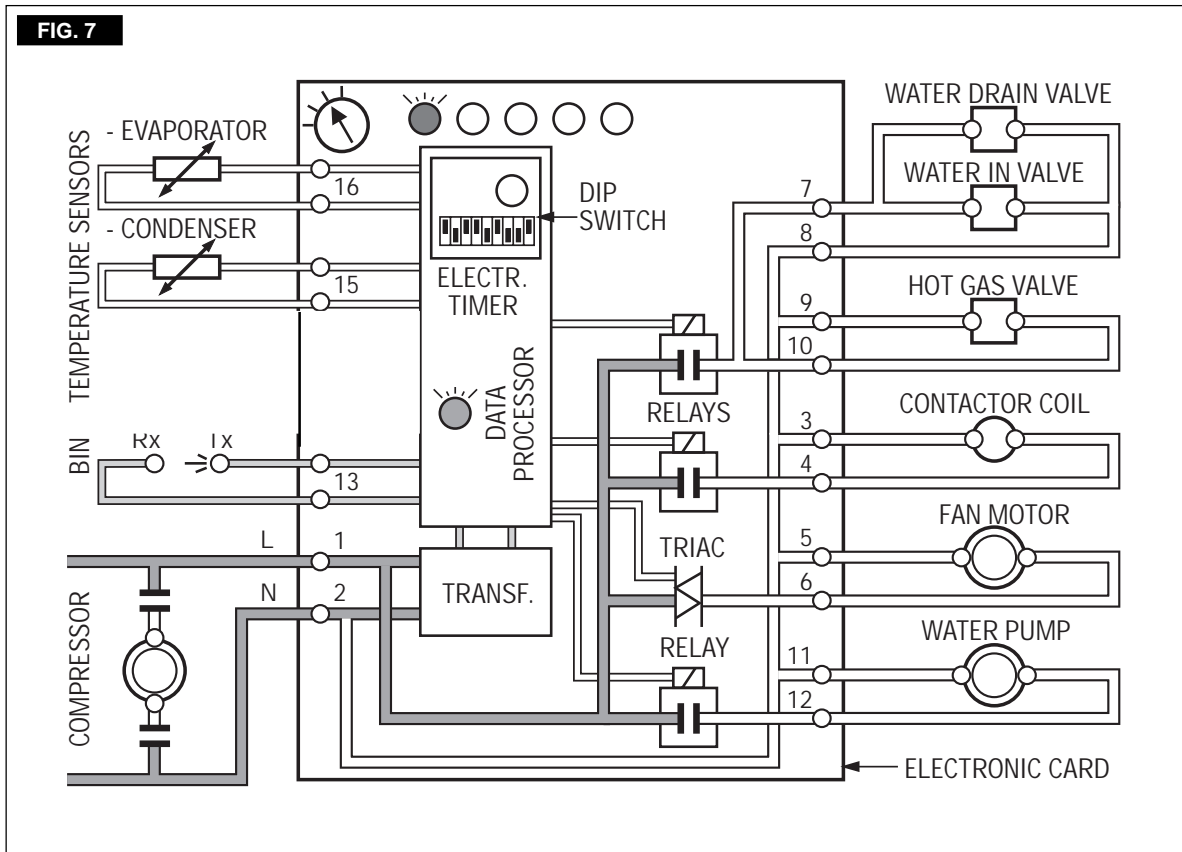 FIG. 7
TEMPERATURE SENSORS
- EVAPORATOR
16
- CONDENSER
15
BIN
Rx
Tx
13
L
1
N
2
COMPRESSOR
DIP
SWITCH
ELECTR.
TIMER
DATA
PROCESSOR
TRANSF.
RELAYS
TRIAC
RELAY
WATER DRAIN VALVE
WATER IN VALVE
7
8
HOT GAS VALVE
9
10
CONTACTOR COIL
3
4
FAN MOTOR
5
6
WATER PUMP
11
12
ELECTRONIC CARD